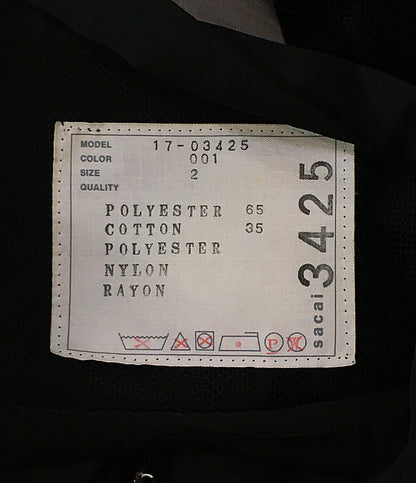 MODEL 17-03425
COLOR 001
SIZE 2
QUALITY
POLYESTER 65
COTTON 35
POLYESTER
NYLON
RAYON
P
sacai 3425